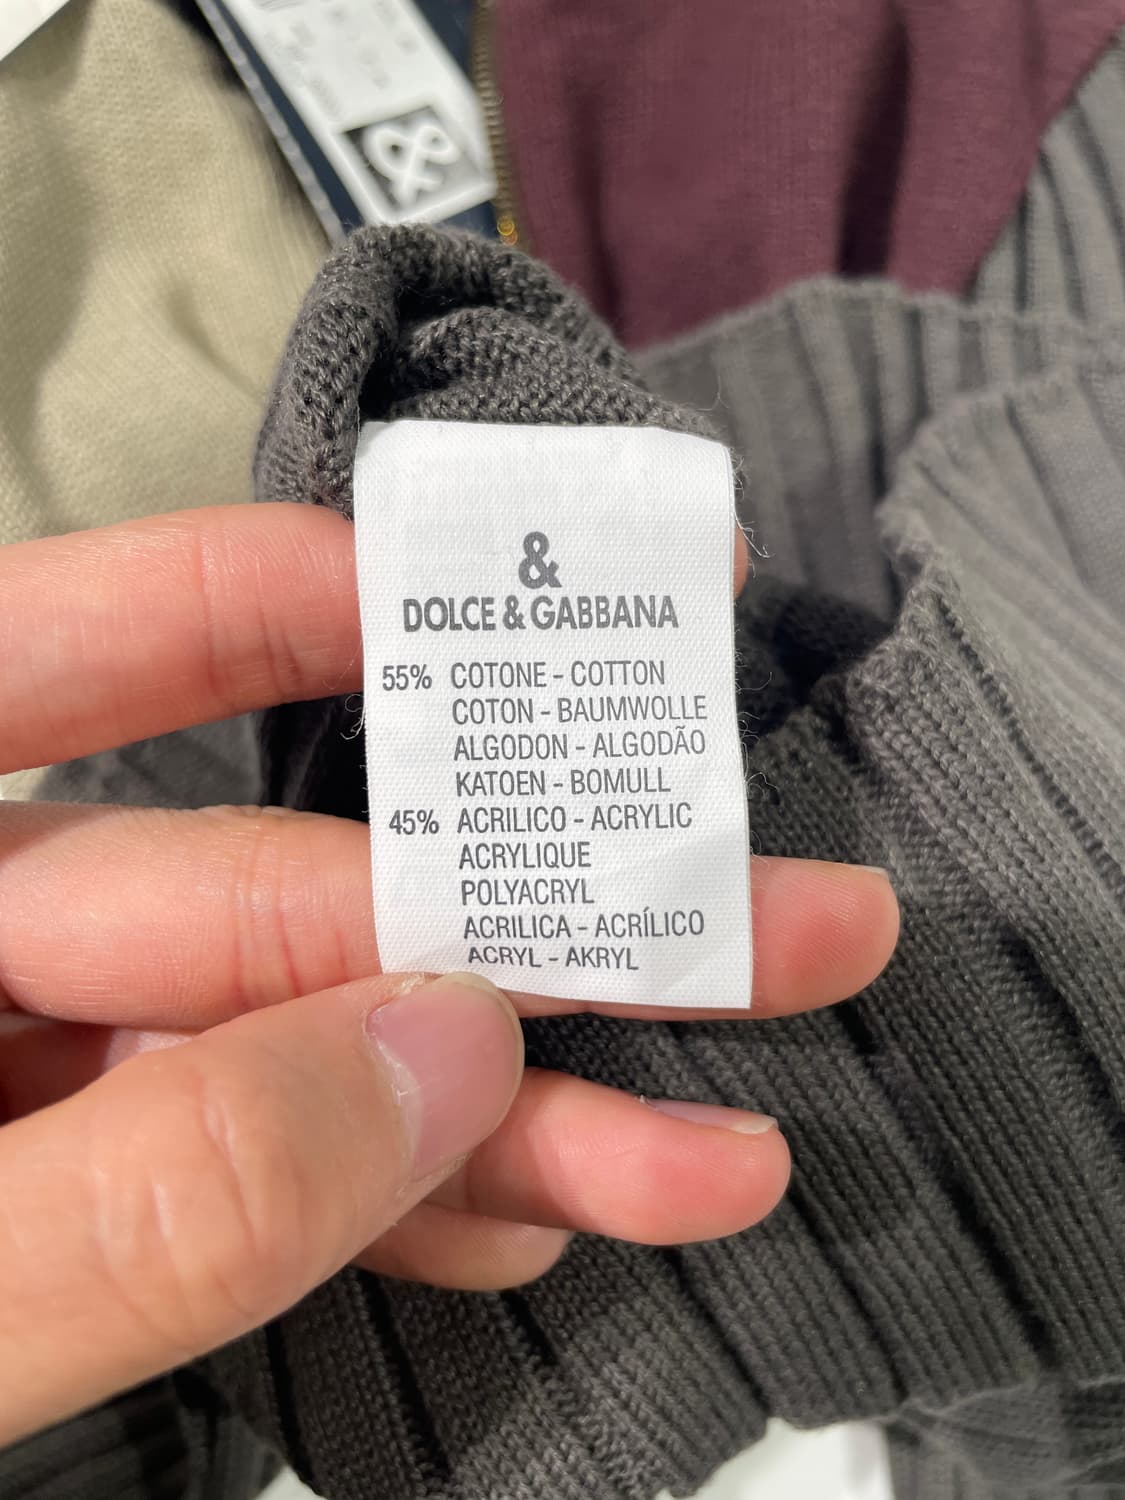 &
&
DOLCE & GABBANA
55% COTONE - COTTON
COTON - BAUMWOLLE
ALGODON - ALGODÃO
KATOEN - BOMULL
45% ACRILICO - ACRYLIC
ACRYLIQUE
POLYACRYL
ACRILICA - ACRÍLICO
ACRYL - AKRYL